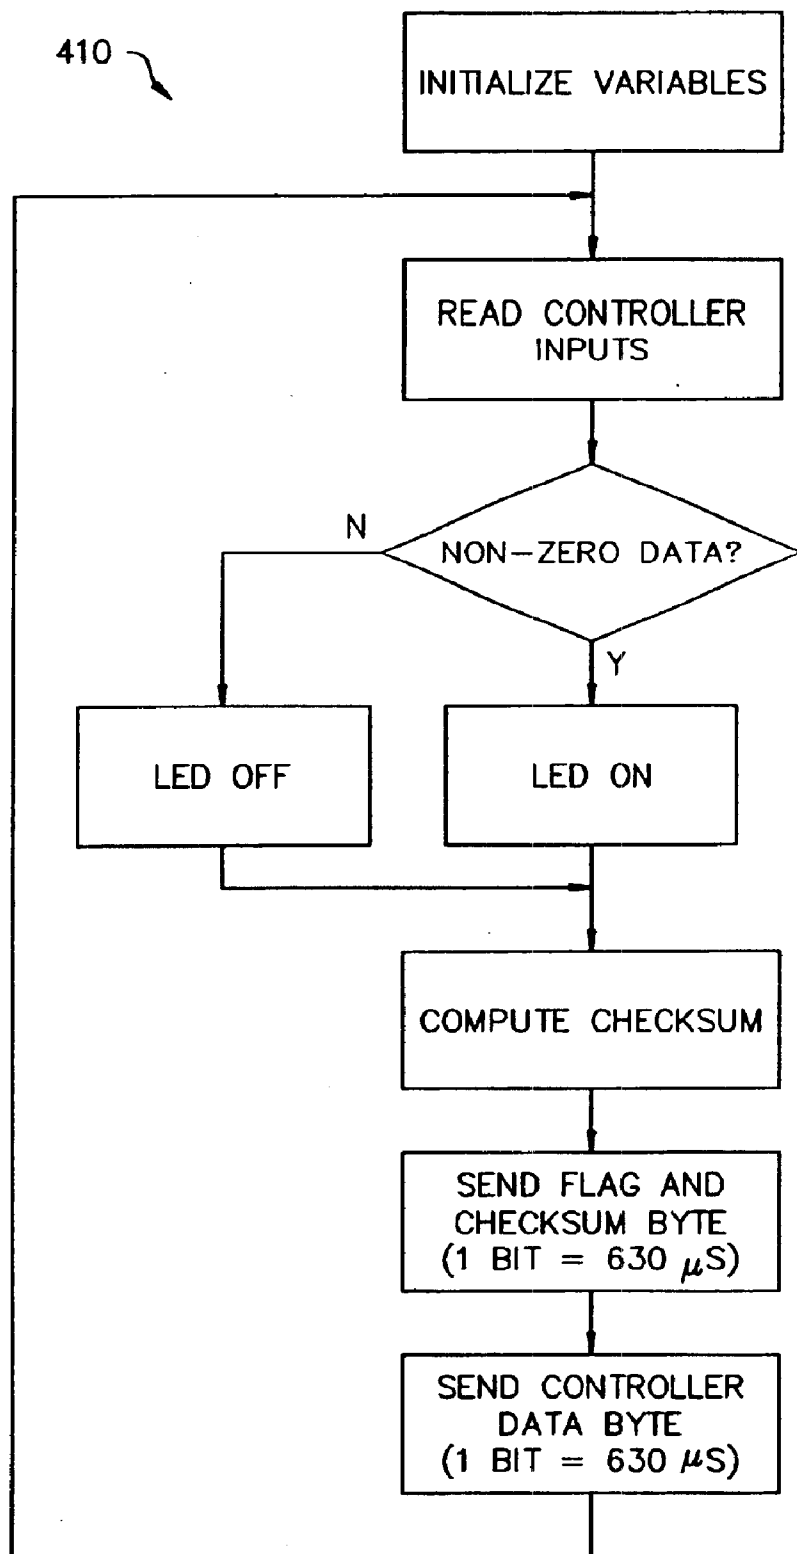 410
INITIALIZE VARIABLES
READ CONTROLLER
INPUTS
NON-ZERO DATA?
N
Y
LED OFF
LED ON
COMPUTE CHECKSUM
SEND FLAG AND
CHECKSUM BYTE
(1 BIT = 630 μS)
SEND CONTROLLER
DATA BYTE
(1 BIT = 630 μS)